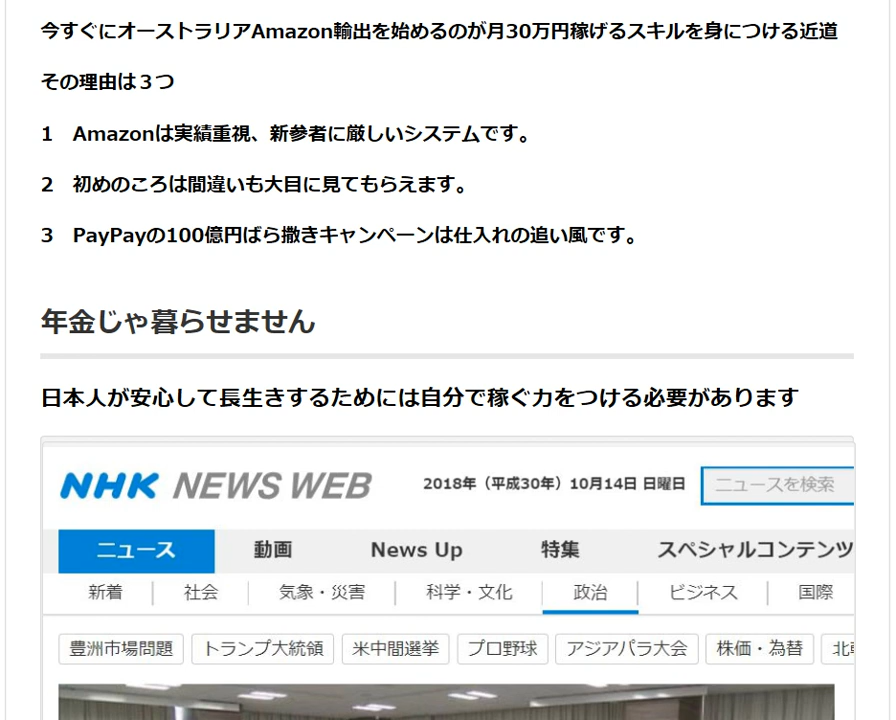 今すぐにオーストラリアAmazon輸出を始めるのが月30万円稼げるスキルを身につける近道
その理由は３つ
1　Amazonは実績重視、新参者に厳しいシステムです。
2　初めのころは間違いも大目に見てもらえます。
3　PayPayの100億円ばら撒きキャンペーンは仕入れの追い風です。
年金じゃ暮らせません
日本人が安心して長生きするためには自分で稼ぐ力をつける必要があります
NHK NEWS WEB 2018年（平成30年）10月14日 日曜日 ニュースを検索
ニュース 動画 News Up 特集 スペシャルコンテンツ
新着 社会 気象・災害 科学・文化 政治 ビジネス 国際
豊洲市場問題 トランプ大統領 米中間選挙 プロ野球 アジアパラ大会 株価・為替 北